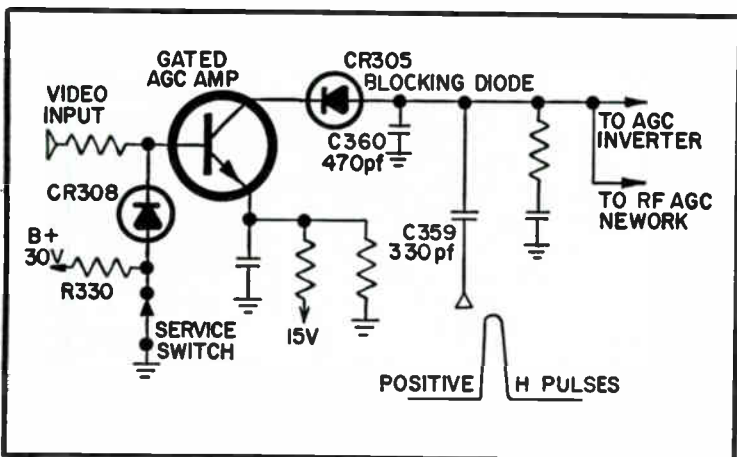 GATED
AGC AMP
CR305
BLOCKING DIODE
VIDEO
INPUT
C360
470pf
TO AGC
INVERTER
CR308
TO RF AGC
NEWORK
C359
330pf
B+
30V
R330
SERVICE
SWITCH
15V
POSITIVE H PULSES